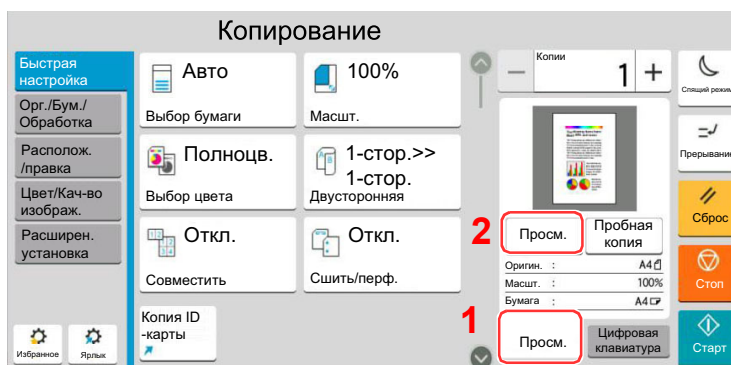 Копирование
Быстрая
настройка
Орг./Бум./
Обработка
Располож.
/правка
Цвет/Кач-во
изображ.
Расширен.
установка
Избранное
Ярлык
Авто
Выбор бумаги
100%
Масшт.
Полноцв.
Выбор цвета
1-стор.>>
1-стор.
Двусторонняя
Откл.
Совместить
Откл.
Сшить/перф.
Копия ID
-карты
Копии
1
2
Просм.
Пробная
копия
Оригин. : A4
Масшт. : 100%
Бумага : A4
1
Просм.
Цифровая
клавиатура
Спящий режим
Прерывание
Сброс
Стоп
Старт